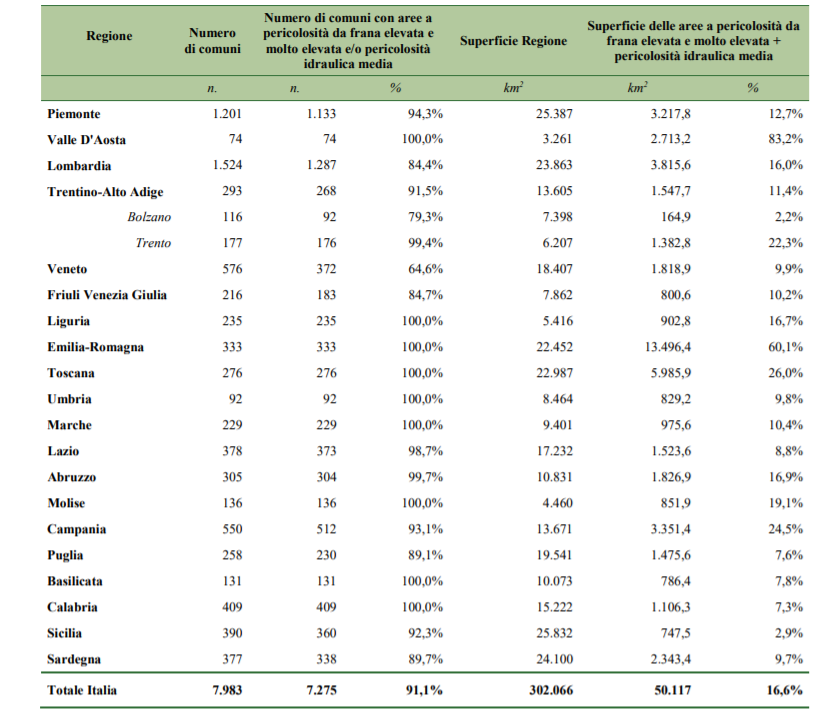 Regione Numero di comuni Numero di comuni con aree a pericolosità da frana elevata e molto elevata e/o pericolosità idraulica media Superficie Regione Superficie delle aree a pericolosità da frana elevata e molto elevata + pericolosità idraulica media
n. n. % km² km² %
Piemonte 1.201 1.133 94,3% 25.387 3.217,8 12,7%
Valle D'Aosta 74 74 100,0% 3.261 2.713,2 83,2%
Lombardia 1.524 1.287 84,4% 23.863 3.815,6 16,0%
Trentino-Alto Adige 293 268 91,5% 13.605 1.547,7 11,4%
Bolzano 116 92 79,3% 7.398 164,9 2,2%
Trento 177 176 99,4% 6.207 1.382,8 22,3%
Veneto 576 372 64,6% 18.407 1.818,9 9,9%
Friuli Venezia Giulia 216 183 84,7% 7.862 800,6 10,2%
Liguria 235 235 100,0% 5.416 902,8 16,7%
Emilia-Romagna 333 333 100,0% 22.452 13.496,4 60,1%
Toscana 276 276 100,0% 22.987 5.985,9 26,0%
Umbria 92 92 100,0% 8.464 829,2 9,8%
Marche 229 229 100,0% 9.401 975,6 10,4%
Lazio 378 373 98,7% 17.232 1.523,6 8,8%
Abruzzo 305 304 99,7% 10.831 1.826,9 16,9%
Molise 136 136 100,0% 4.460 851,9 19,1%
Campania 550 512 93,1% 13.671 3.351,4 24,5%
Puglia 258 230 89,1% 19.541 1.475,6 7,6%
Basilicata 131 131 100,0% 10.073 786,4 7,8%
Calabria 409 409 100,0% 15.222 1.106,3 7,3%
Sicilia 390 360 92,3% 25.832 747,5 2,9%
Sardegna 377 338 89,7% 24.100 2.343,4 9,7%
Totale Italia 7.983 7.275 91,1% 302.066 50.117 16,6%